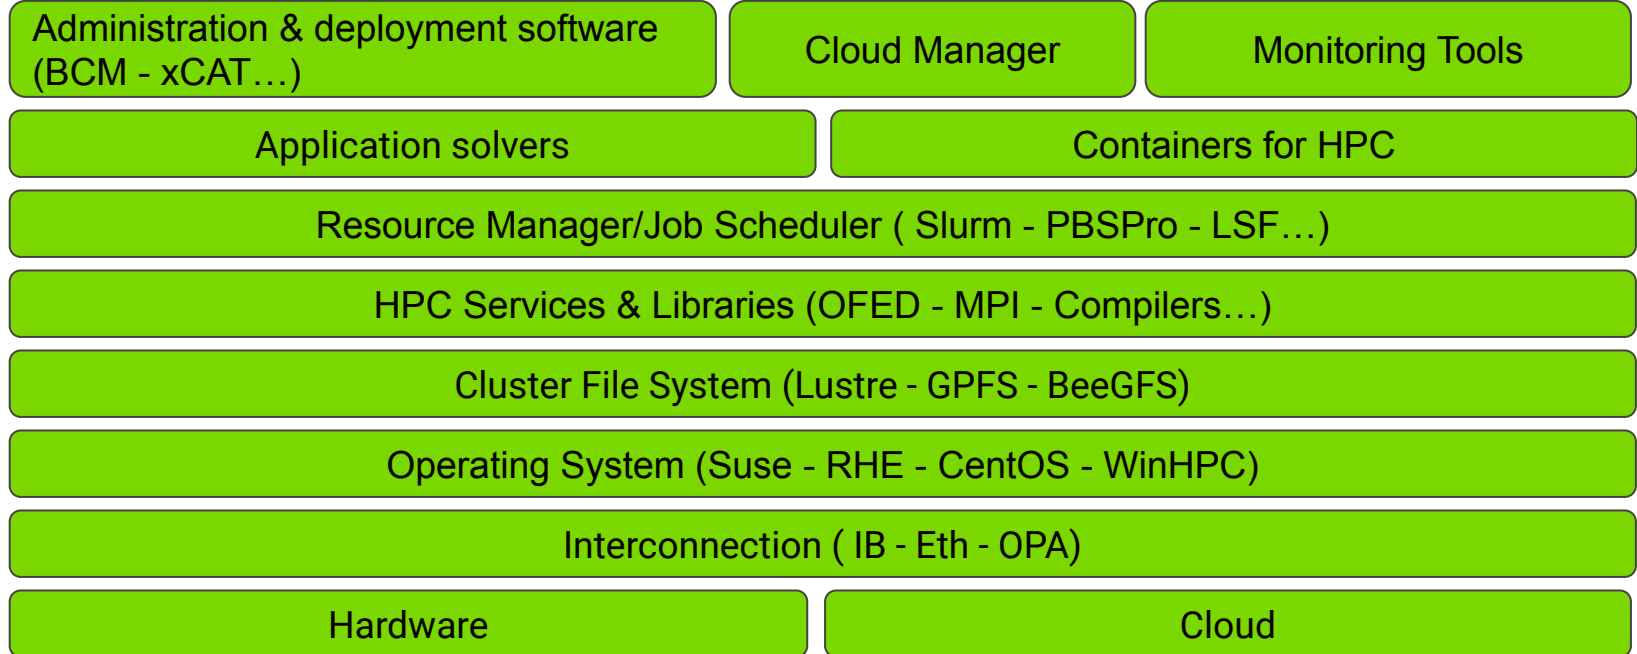 Administration & deployment software
(BCM - xCAT…)
Cloud Manager
Monitoring Tools
Application solvers
Containers for HPC
Resource Manager/Job Scheduler ( Slurm - PBSPro - LSF…)
HPC Services & Libraries (OFED - MPI - Compilers…)
Cluster File System (Lustre - GPFS - BeeGFS)
Operating System (Suse - RHE - CentOS - WinHPC)
Interconnection ( IB - Eth - OPA)
Hardware
Cloud